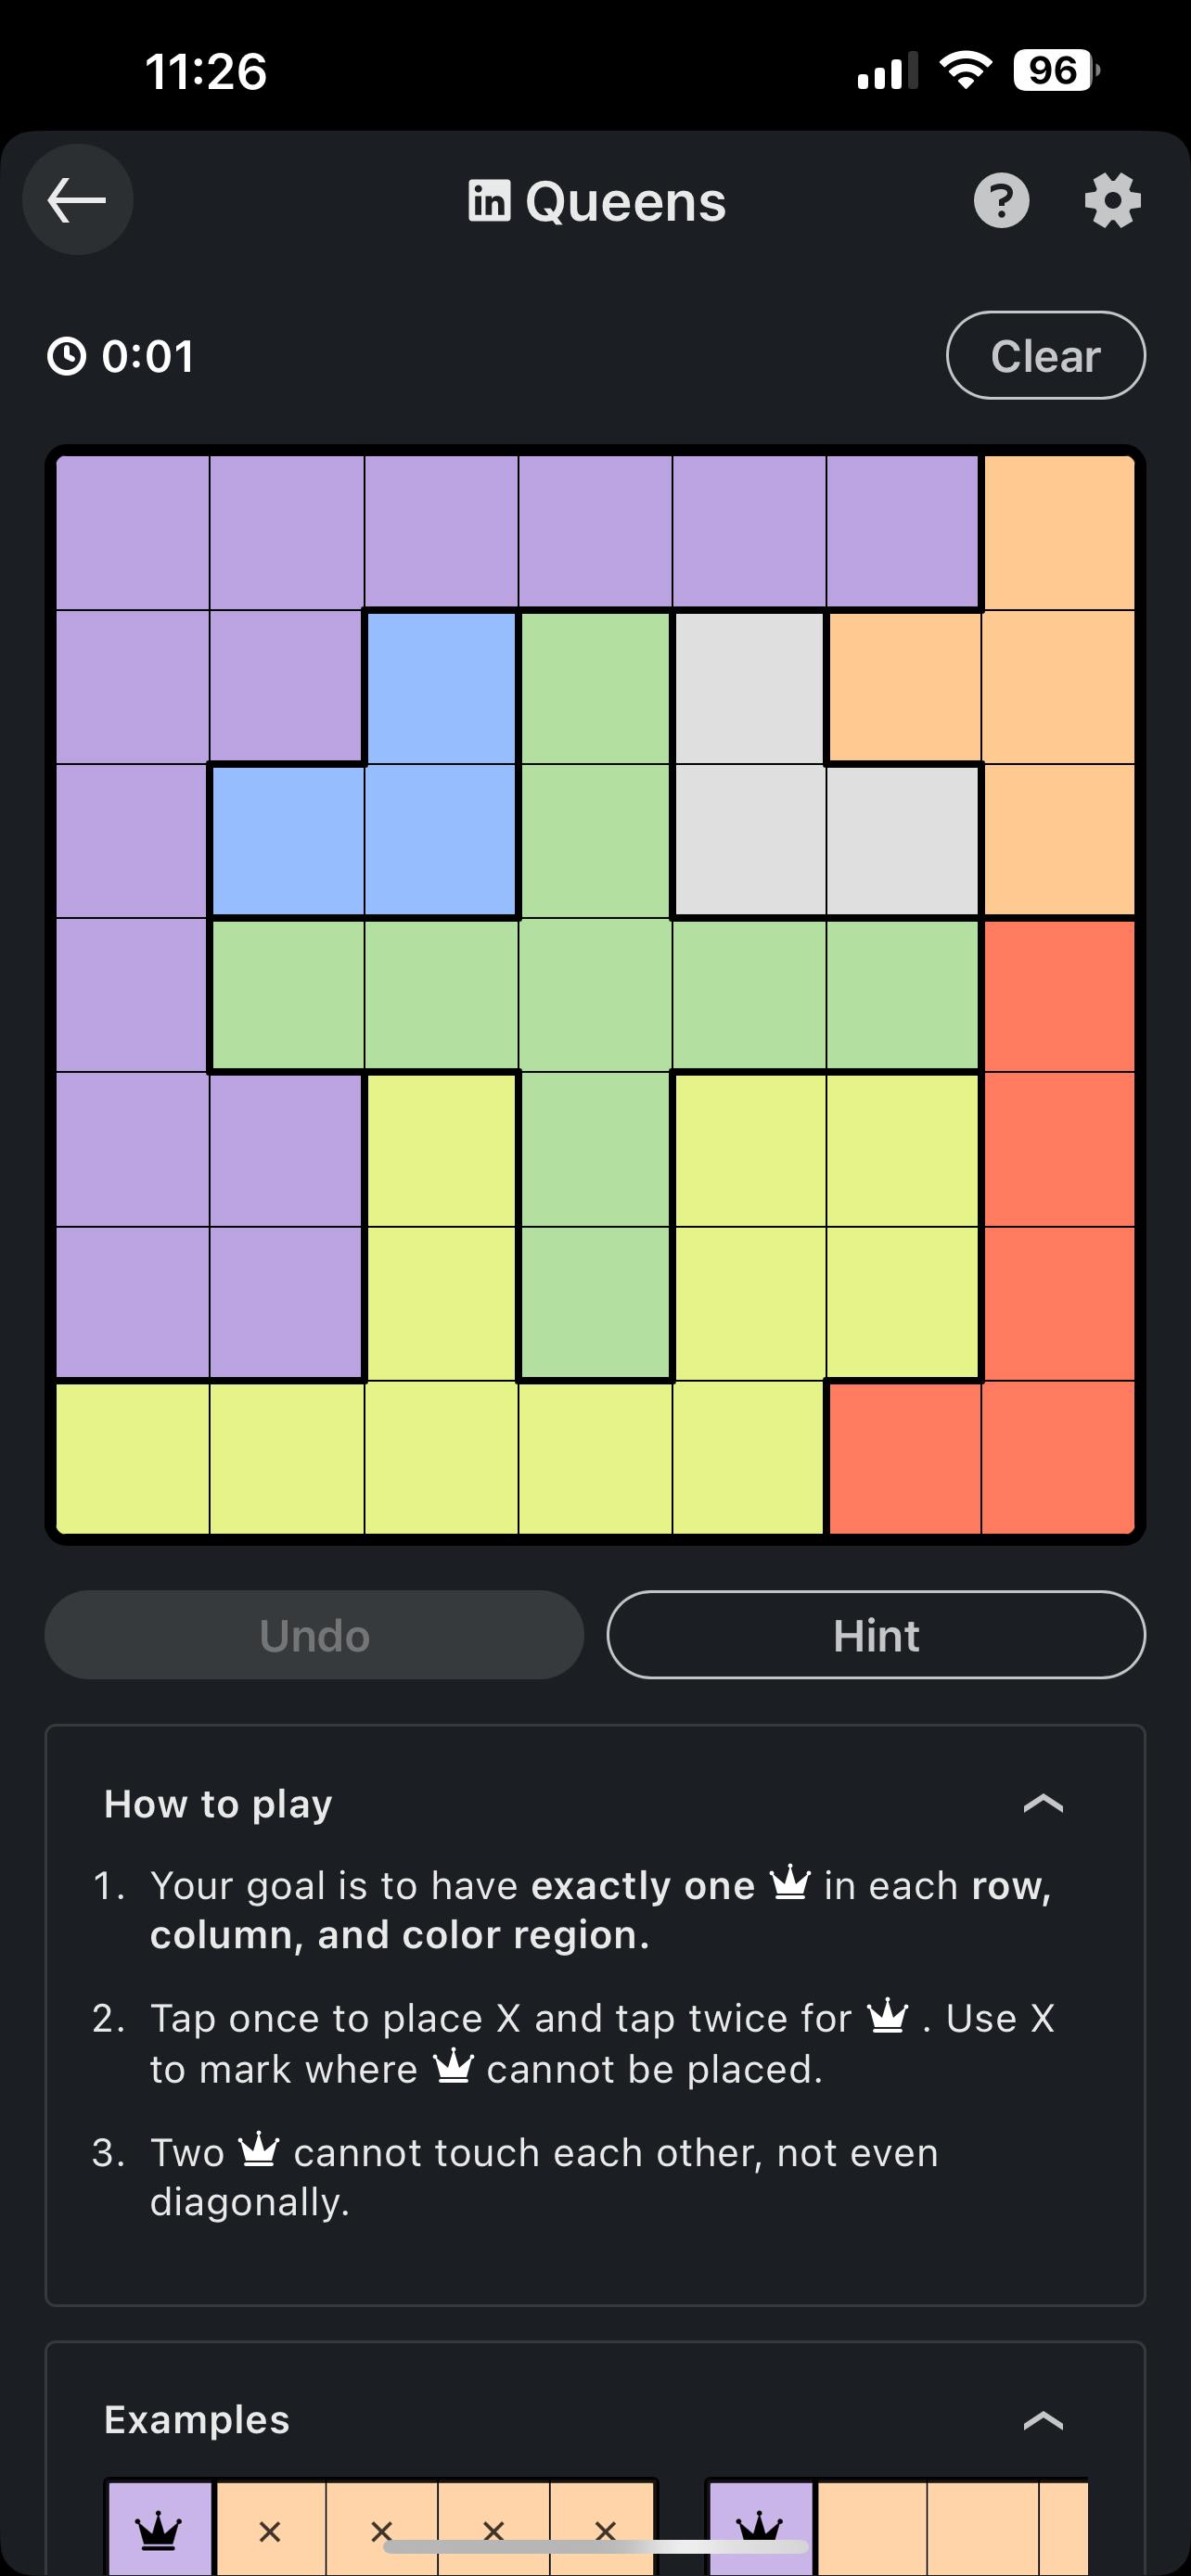 11:26
96
in Queens
?
0:01
Clear
Undo
Hint
How to play
1. Your goal is to have exactly one in each row,
column, and color region.
2. Tap once to place X and tap twice for . Use X
to mark where cannot be placed.
3. Two cannot touch each other, not even
diagonally.
Examples